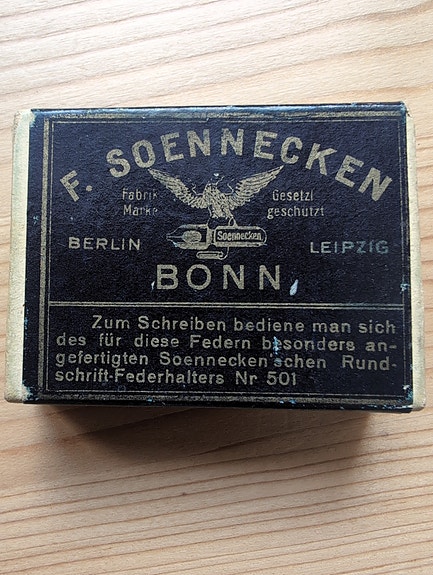 F. SOENNECKEN
Fabrik Gesetzl
Marke geschützt
Soennecken
BERLIN LEIPZIG
BONN
Zum Schreiben bediene man sich
des für diese Federn besonders an-
gefertigten Soennecken'schen Rund-
schrift-Federhalters Nr 501